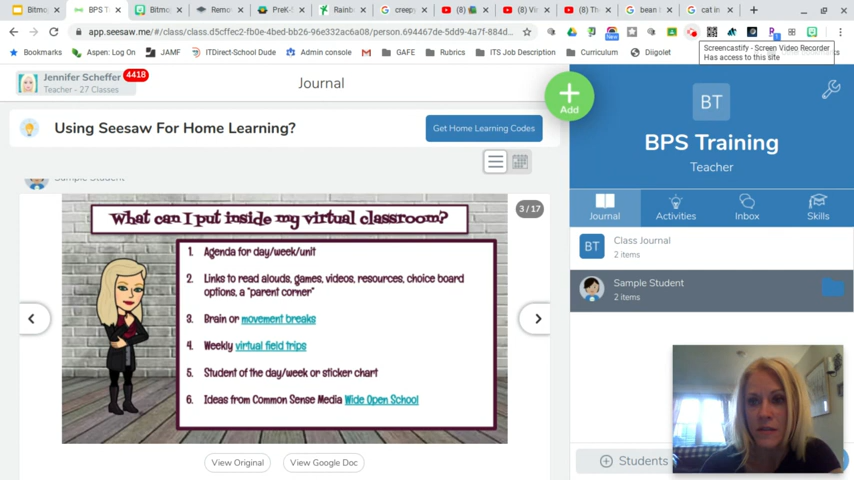 Bitmoj
BPS T
Bitmo
Remov
PreK-
Rainb
creepy
(8)
(8) Vir
(8) Th
bean
cat in
app.seesaw.me/#/class/class.d5cffec2-fb0e-4bed-bb26-96e332ac6a08/person.694467de-5dd9-4a7f-884d...
New
Bookmarks
Aspen: Log On
JAMF
ITDirect-School Dude
Admin console
GAFE
Rubrics
ITS Job Description
Curriculum
Diigolet
Screencastify - Screen Video Recorder
Has access to this site
Jennifer Scheffer
4418
Teacher - 27 Classes
Journal
Add
BT
BPS Training
Teacher
Using Seesaw For Home Learning?
Get Home Learning Codes
Journal
Activities
Inbox
Skills
Sample Student
BT
Class Journal
2 items
Sample Student
2 items
3 / 17
What can I put inside my virtual classroom?
1. Agenda for day/week/unit
2. Links to read alouds, games, videos, resources, choice board
options, a "parent corner"
3. Brain or movement breaks
4. Weekly virtual field trips
5. Student of the day/week or sticker chart
6. Ideas from Common Sense Media Wide Open School
View Original
View Google Doc
Students